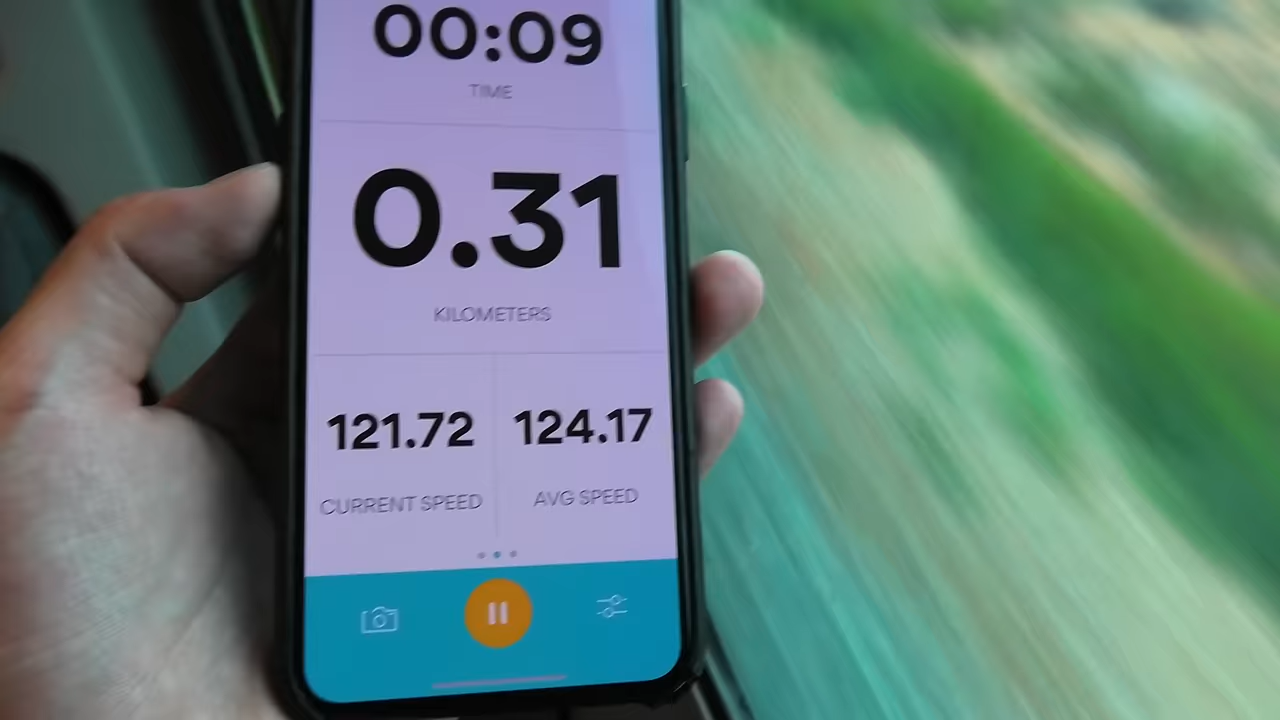 00:09
TIME
0.31
KILOMETERS
121.72 124.17
CURRENT SPEED AVG SPEED